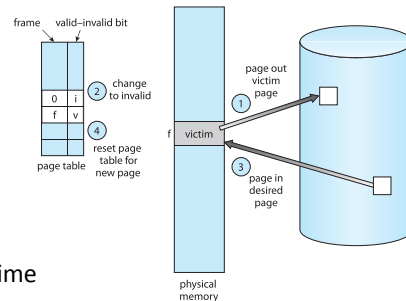 frame valid–invalid bit
0 i
f v
2 change
to invalid
4
reset page
table for
new page
page table
f victim
physical
memory
page out
victim
page
1
3
page in
desired
page
ime